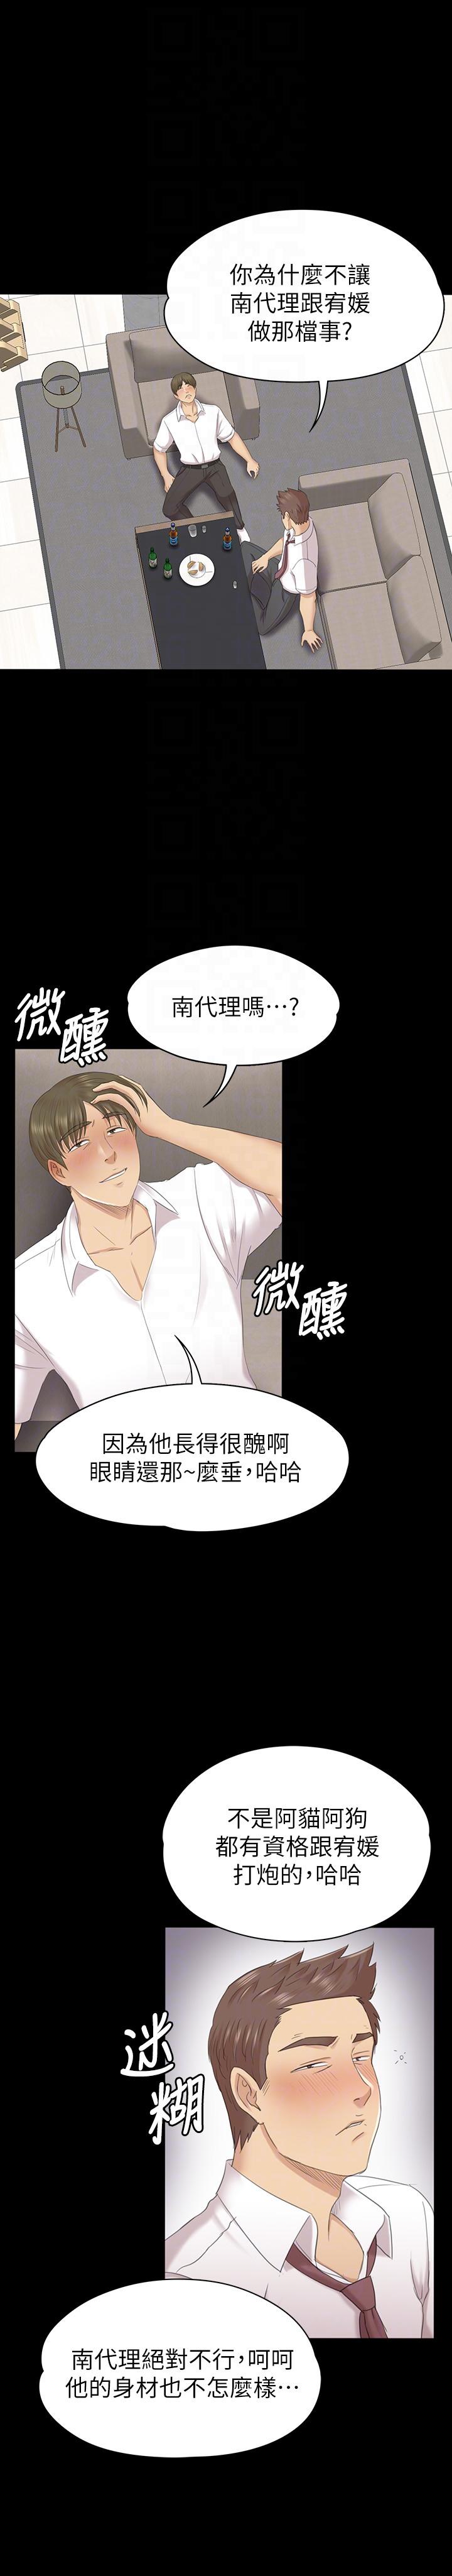 你為什麼不讓
南代理跟宥媛
做那檔事?
南代理嗎…?
微醺
微醺
因為他長得很醜啊
眼睛還那~麼垂,哈哈
不是阿貓阿狗
都有資格跟宥媛
打炮的,哈哈
迷糊
南代理絕對不行,呵呵
他的身材也不怎麼樣…